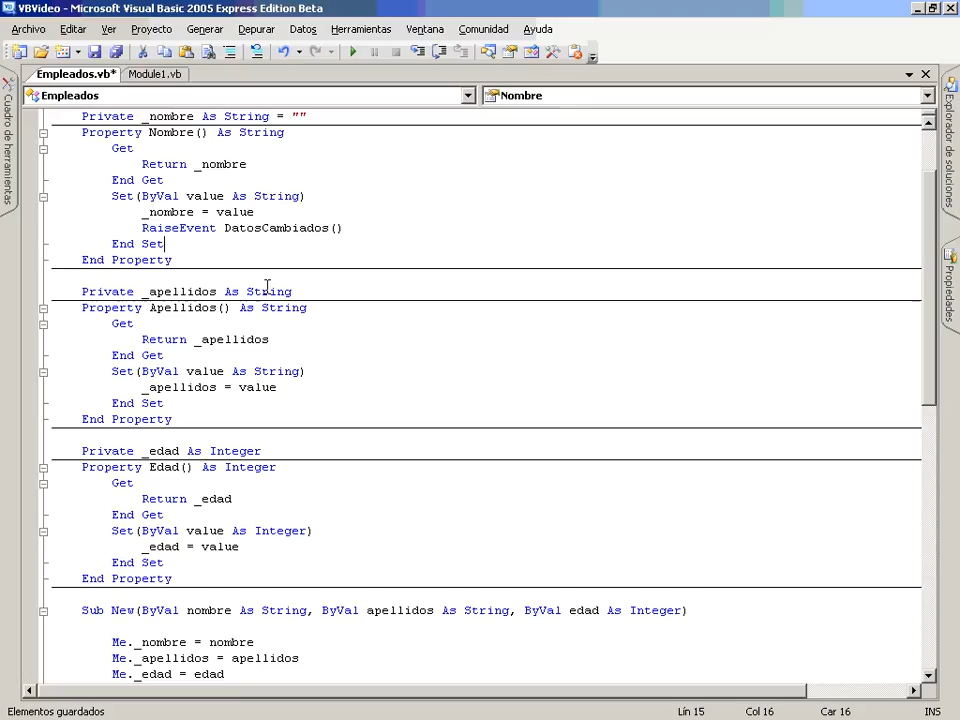 VBVideo - Microsoft Visual Basic 2005 Express Edition Beta
Archivo Editar Ver Proyecto Generar Depurar Datos Herramientas Ventana Comunidad Ayuda
Empleados.vb* Module1.vb
Empleados Nombre
Cuadro de herramientas
Explorador de soluciones
Propiedades
Private _nombre As String = ""
Property Nombre() As String
Get
Return _nombre
End Get
Set(ByVal value As String)
_nombre = value
RaiseEvent DatosCambiados()
End Set
End Property
Private _apellidos As String
Property Apellidos() As String
Get
Return _apellidos
End Get
Set(ByVal value As String)
_apellidos = value
End Set
End Property
Private _edad As Integer
Property Edad() As Integer
Get
Return _edad
End Get
Set(ByVal value As Integer)
_edad = value
End Set
End Property
Sub New(ByVal nombre As String, ByVal apellidos As String, ByVal edad As Integer)
Me._nombre = nombre
Me._apellidos = apellidos
Me._edad = edad
Elementos guardados Lín 15 Col 16 Car 16 INS